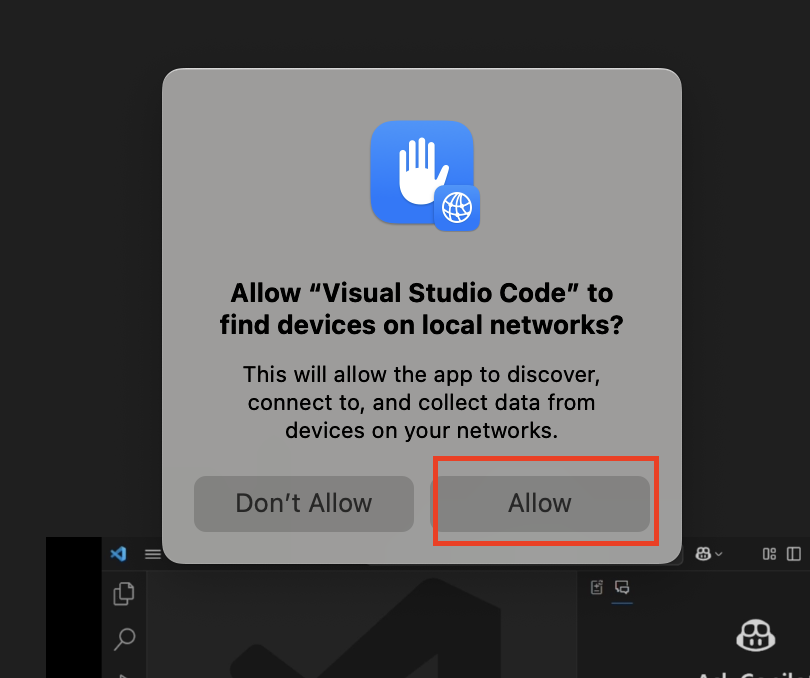 Allow “Visual Studio Code” to
find devices on local networks?
This will allow the app to discover,
connect to, and collect data from
devices on your networks.
Don’t Allow
Allow